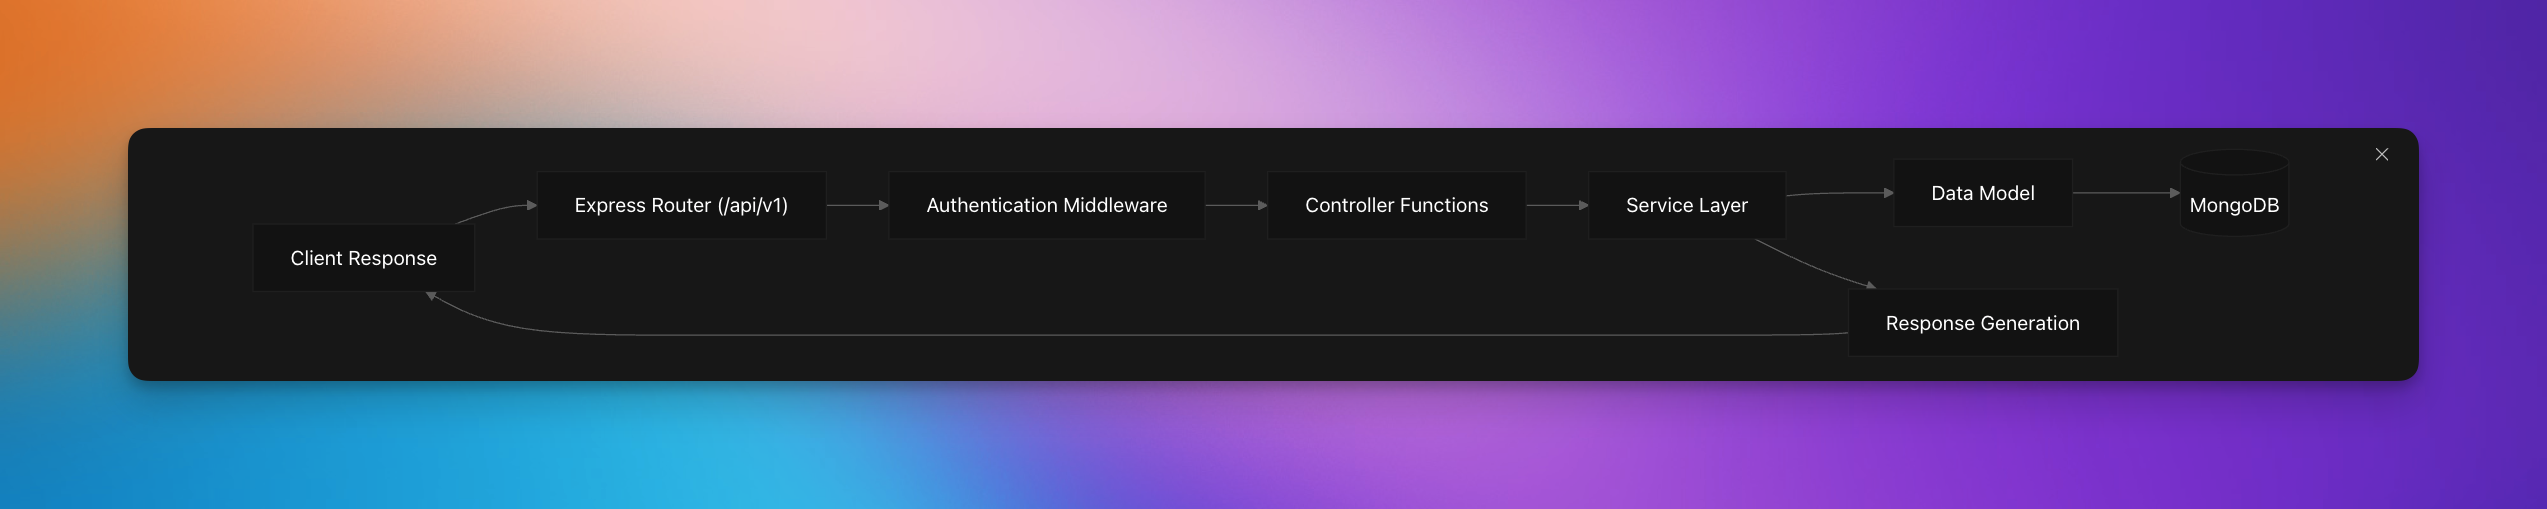 Client Response
Express Router (/api/v1)
Authentication Middleware
Controller Functions
Service Layer
Data Model
MongoDB
Response Generation